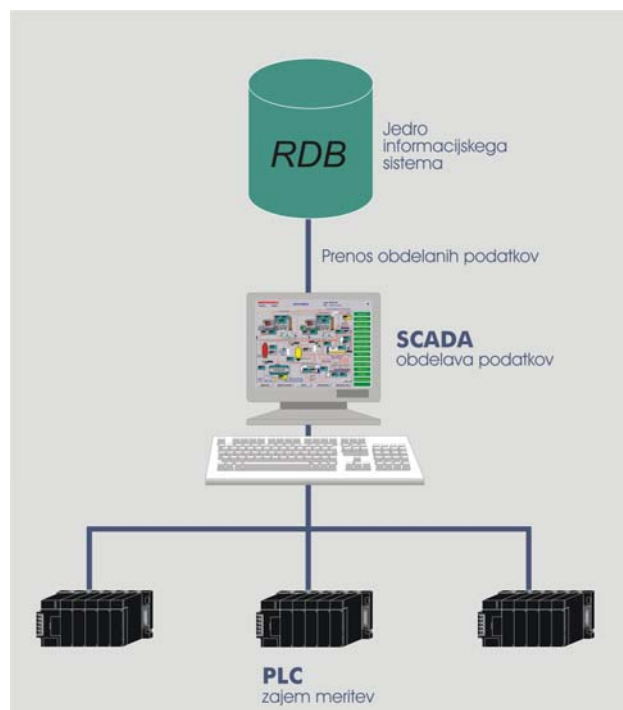 RDB
Jedro
informacijskega
sistema
Prenos obdelanih podatkov
SCADA
obdelava podatkov
PLC
zajem meritev